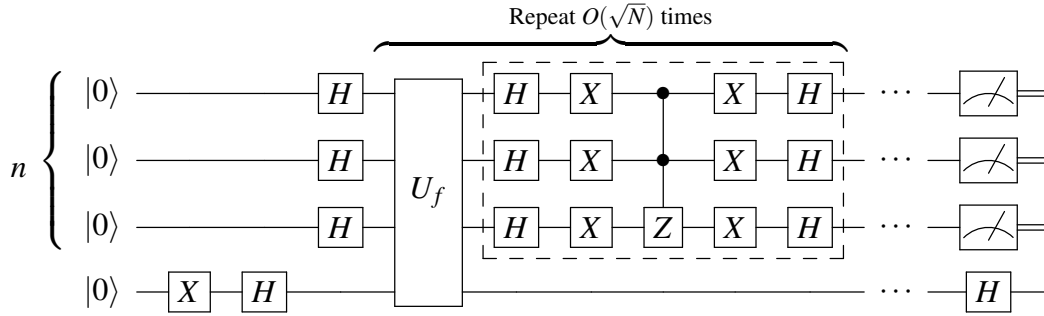 Repeat O(√N) times
|0⟩ H H X X H ···
|0⟩ H H X X H ···
n U_f
|0⟩ H H X Z X H ···
|0⟩ X H ··· H